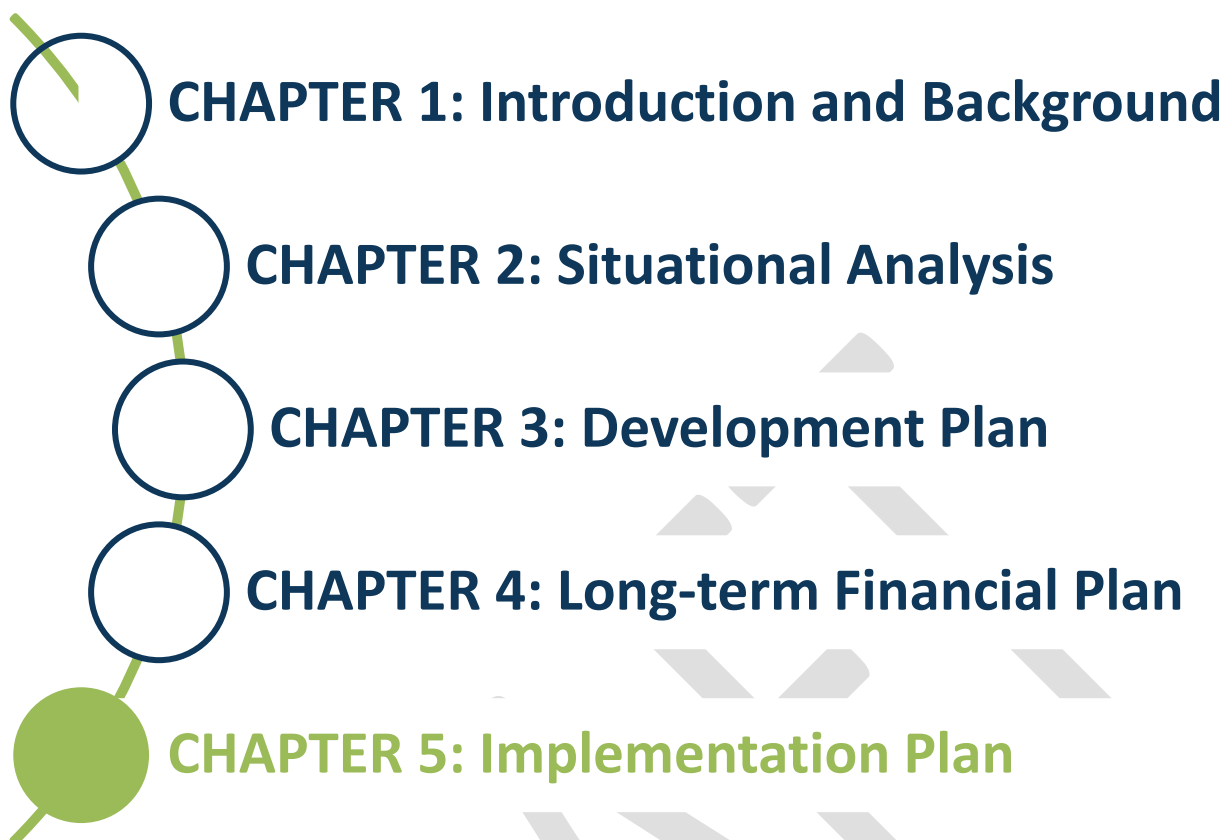 CHAPTER 1: Introduction and Background
CHAPTER 2: Situational Analysis
CHAPTER 3: Development Plan
CHAPTER 4: Long-term Financial Plan
CHAPTER 5: Implementation Plan